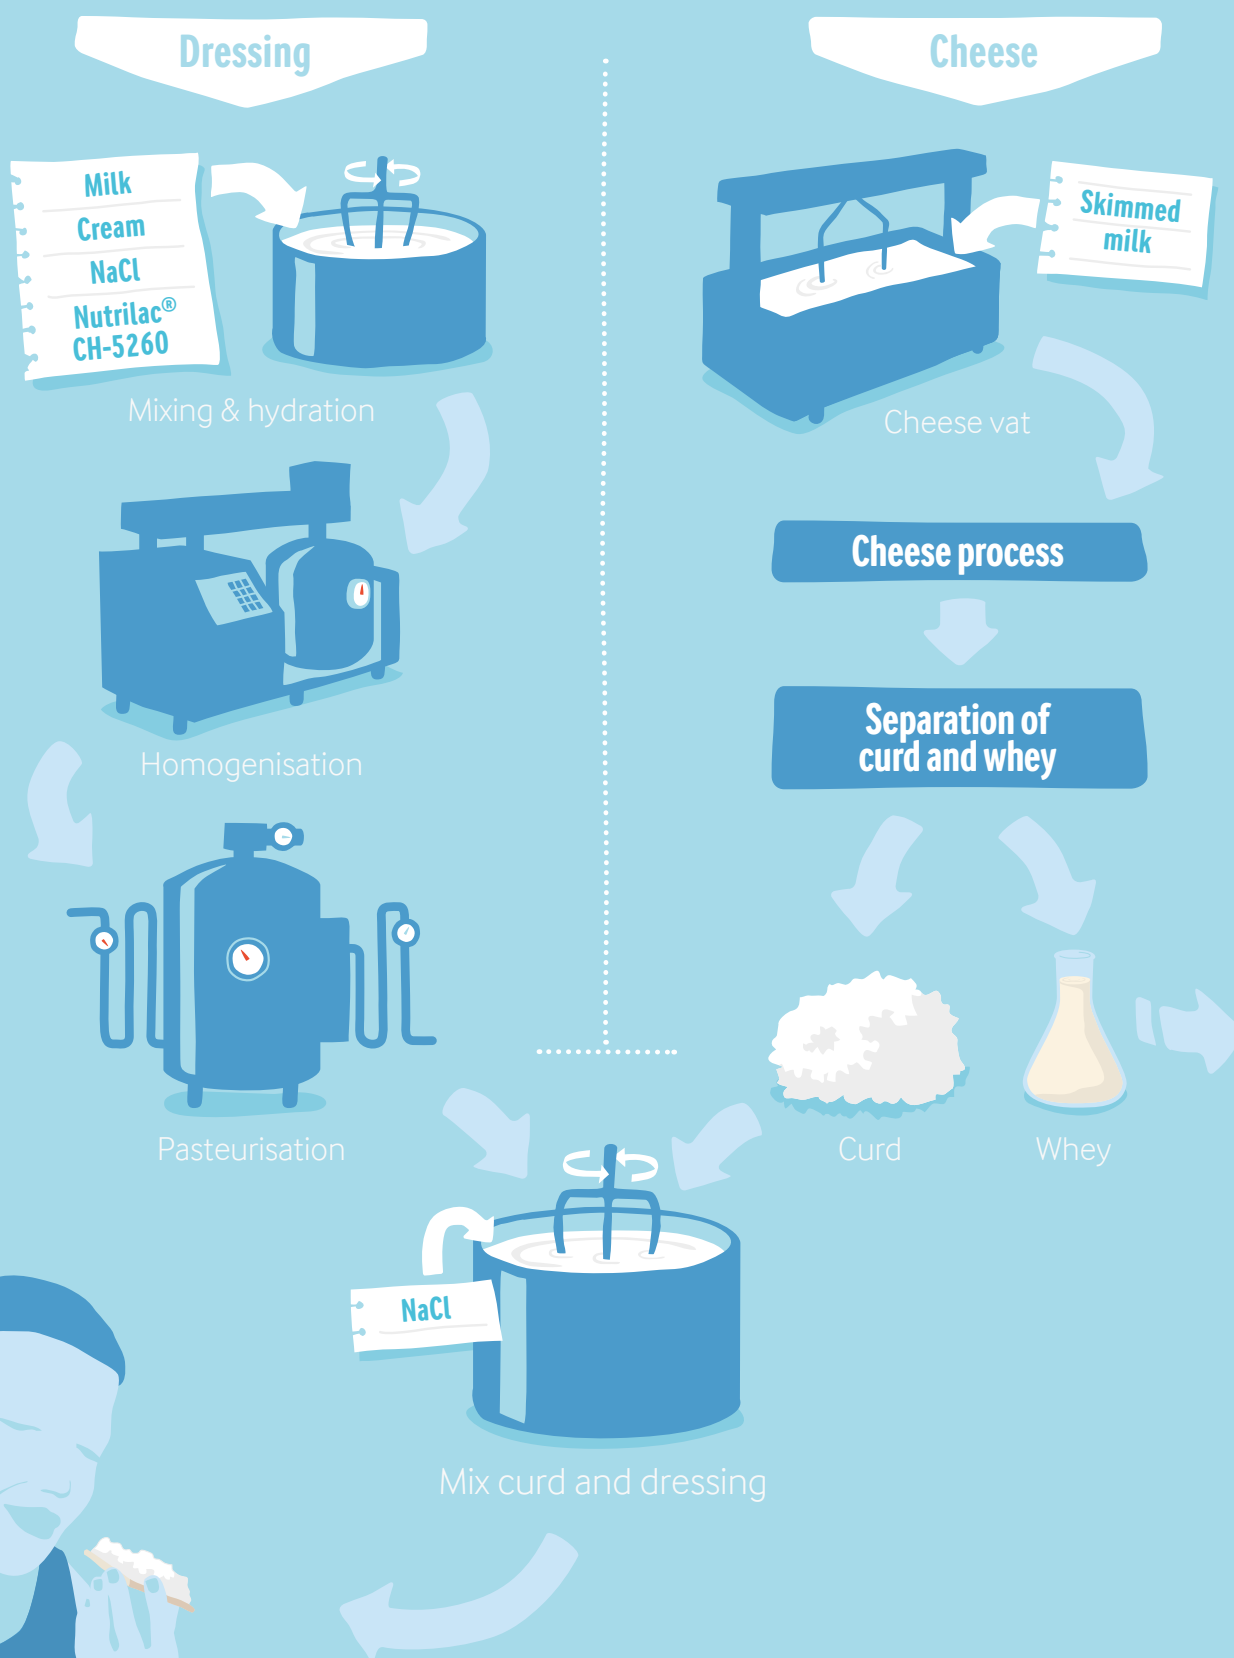 Dressing
Milk
Cream
NaCl
Nutrilac®
CH-5260
Mixing & hydration
Homogenisation
Pasteurisation
Cheese
Skimmed
milk
Cheese vat
Cheese process
Separation of
curd and whey
Curd
Whey
NaCl
Mix curd and dressing